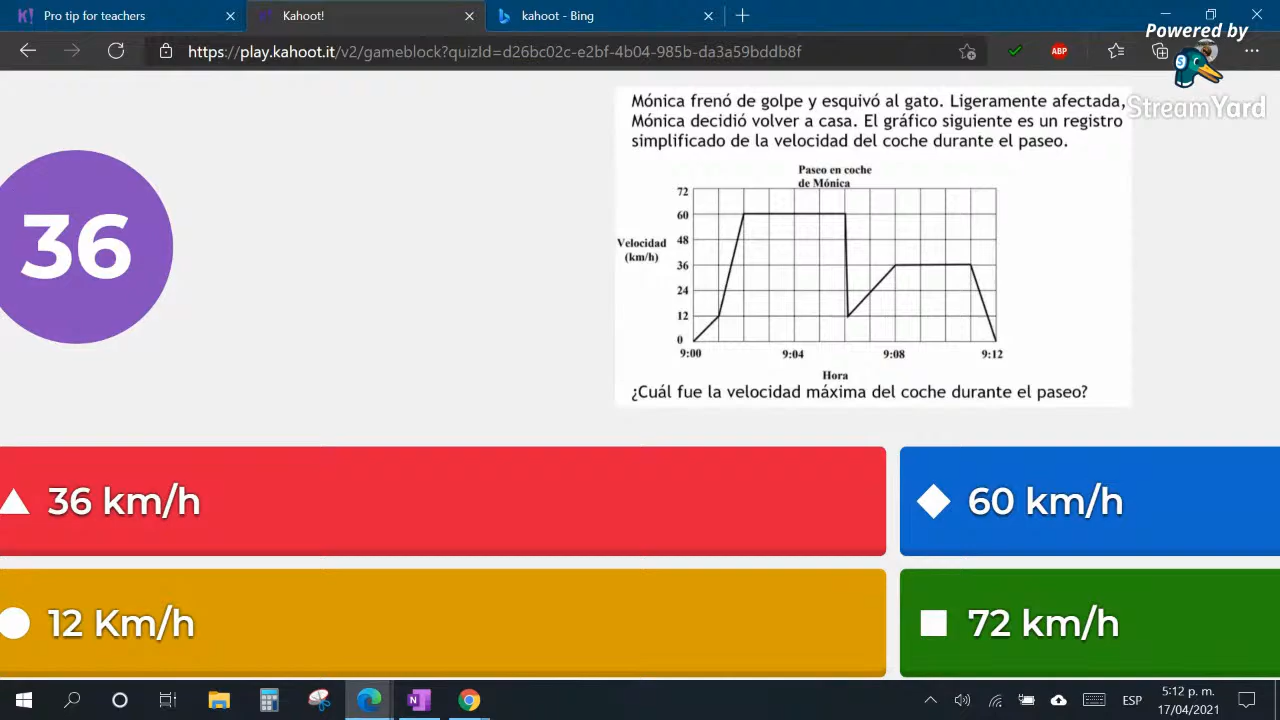 Pro tip for teachers
Kahoot!
kahoot - Bing
https://play.kahoot.it/v2/gameblock?quizId=d26bc02c-e2bf-4b04-985b-da3a59bddb8f
ABP
Powered by
S
StreamYard
Mónica frenó de golpe y esquivó al gato. Ligeramente afectada,
Mónica decidió volver a casa. El gráfico siguiente es un registro
simplificado de la velocidad del coche durante el paseo.
Paseo en coche
de Mónica
72
60
Velocidad
(km/h)
48
36
24
12
0
9:00
9:04
9:08
9:12
Hora
¿Cuál fue la velocidad máxima del coche durante el paseo?
36
36 km/h
60 km/h
12 Km/h
72 km/h
N
ESP
5:12 p. m.
17/04/2021